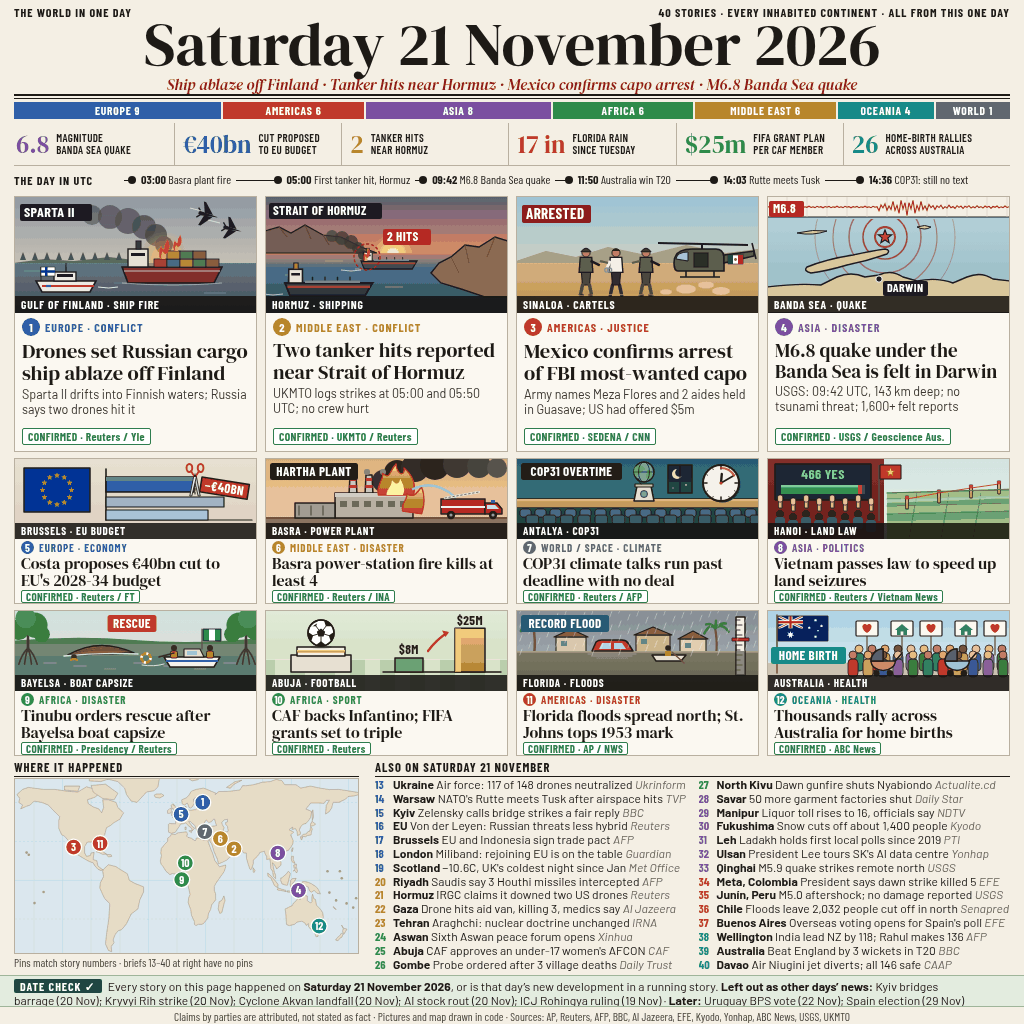 THE WORLD IN ONE DAY
40 STORIES · EVERY INHABITED CONTINENT · ALL FROM THIS ONE DAY
Saturday 21 November 2026
Ship ablaze off Finland · Tanker hits near Hormuz · Mexico confirms capo arrest · M6.8 Banda Sea quake
EUROPE 9
AMERICAS 6
ASIA 8
AFRICA 6
MIDDLE EAST 6
OCEANIA 4
WORLD 1
6.8 MAGNITUDE BANDA SEA QUAKE
€40bn CUT PROPOSED TO EU BUDGET
2 TANKER HITS NEAR HORMUZ
17 in FLORIDA RAIN SINCE TUESDAY
$25m FIFA GRANT PLAN PER CAF MEMBER
26 HOME-BIRTH RALLIES ACROSS AUSTRALIA
THE DAY IN UTC
03:00 Basra plant fire
05:00 First tanker hit, Hormuz
09:42 M6.8 Banda Sea quake
11:50 Australia win T20
14:03 Rutte meets Tusk
14:36 COP31: still no text
SPARTA II
GULF OF FINLAND · SHIP FIRE
1 EUROPE · CONFLICT
Drones set Russian cargo
ship ablaze off Finland
Sparta II drifts into Finnish waters; Russia
says two drones hit it
CONFIRMED · Reuters / Yle
STRAIT OF HORMUZ
2 HITS
HORMUZ · SHIPPING
2 MIDDLE EAST · CONFLICT
Two tanker hits reported
near Strait of Hormuz
UKMTO logs strikes at 05:00 and 05:50
UTC; no crew hurt
CONFIRMED · UKMTO / Reuters
ARRESTED
SINALOA · CARTELS
3 AMERICAS · JUSTICE
Mexico confirms arrest
of FBI most-wanted capo
Army names Meza Flores and 2 aides held
in Guasave; US had offered $5m
CONFIRMED · SEDENA / CNN
M6.8
DARWIN
BANDA SEA · QUAKE
4 ASIA · DISASTER
M6.8 quake under the
Banda Sea is felt in Darwin
USGS: 09:42 UTC, 143 km deep; no
tsunami threat; 1,600+ felt reports
CONFIRMED · USGS / Geoscience Aus.
−€40BN
BRUSSELS · EU BUDGET
5 EUROPE · ECONOMY
Costa proposes €40bn cut to
EU's 2028-34 budget
CONFIRMED · Reuters / FT
HARTHA PLANT
BASRA · POWER PLANT
6 MIDDLE EAST · DISASTER
Basra power-station fire kills at
least 4
CONFIRMED · Reuters / INA
COP31 OVERTIME
ANTALYA · COP31
7 WORLD / SPACE · CLIMATE
COP31 climate talks run past
deadline with no deal
CONFIRMED · Reuters / AFP
466 YES
HANOI · LAND LAW
8 ASIA · POLITICS
Vietnam passes law to speed up
land seizures
CONFIRMED · Reuters / Vietnam News
RESCUE
BAYELSA · BOAT CAPSIZE
9 AFRICA · DISASTER
Tinubu orders rescue after
Bayelsa boat capsize
CONFIRMED · Presidency / Reuters
$8M
$25M
ABUJA · FOOTBALL
10 AFRICA · SPORT
CAF backs Infantino; FIFA
grants set to triple
CONFIRMED · Reuters
RECORD FLOOD
FLORIDA · FLOODS
11 AMERICAS · DISASTER
Florida floods spread north; St.
Johns tops 1953 mark
CONFIRMED · AP / NWS
HOME BIRTH
AUSTRALIA · HEALTH
12 OCEANIA · HEALTH
Thousands rally across
Australia for home births
CONFIRMED · ABC News
WHERE IT HAPPENED
1
5
7
6
2
3
11
10
9
8
4
12
Pins match story numbers · briefs 13-40 at right have no pins
ALSO ON SATURDAY 21 NOVEMBER
13 Ukraine Air force: 117 of 148 drones neutralized Ukrinform
14 Warsaw NATO's Rutte meets Tusk after airspace hits TVP
15 Kyiv Zelensky calls bridge strikes a fair reply BBC
16 EU Von der Leyen: Russian threats less hybrid Reuters
17 Brussels EU and Indonesia sign trade pact AFP
18 London Miliband: rejoining EU is on the table Guardian
19 Scotland −10.6C, UK's coldest night since Jan Met Office
20 Riyadh Saudis say 3 Houthi missiles intercepted AFP
21 Hormuz IRGC claims it downed two US drones Reuters
22 Gaza Drone hits aid van, killing 3, medics say Al Jazeera
23 Tehran Araghchi: nuclear doctrine unchanged IRNA
24 Aswan Sixth Aswan peace forum opens Xinhua
25 Abuja CAF approves an under-17 women's AFCON CAF
26 Gombe Probe ordered after 3 village deaths Daily Trust
27 North Kivu Dawn gunfire shuts Nyabiondo Actualite.cd
28 Savar 50 more garment factories shut Daily Star
29 Manipur Liquor toll rises to 16, officials say NDTV
30 Fukushima Snow cuts off about 1,400 people Kyodo
31 Leh Ladakh holds first local polls since 2019 PTI
32 Ulsan President Lee tours SK's AI data centre Yonhap
33 Qinghai M5.9 quake strikes remote north USGS
34 Meta, Colombia President says dawn strike killed 5 EFE
35 Junín, Peru M5.0 aftershock; no damage reported USGS
36 Chile Floods leave 2,032 people cut off in north Senapred
37 Buenos Aires Overseas voting opens for Spain's poll EFE
38 Wellington India lead NZ by 118; Rahul makes 136 AFP
39 Australia Beat England by 3 wickets in T20 BBC
40 Davao Air Niugini jet diverts; all 146 safe CAAP
DATE CHECK ✓ Every story on this page happened on Saturday 21 November 2026, or is that day's new development in a running story. Left out as other days' news: Kyiv bridges
barrage (20 Nov); Kryvyi Rih strike (20 Nov); Cyclone Akvan landfall (20 Nov); AI stock rout (20 Nov); ICJ Rohingya ruling (19 Nov) · Later: Uruguay BPS vote (22 Nov); Spain election (29 Nov)
Claims by parties are attributed, not stated as fact · Pictures and map drawn in code · Sources: AP, Reuters, AFP, BBC, Al Jazeera, EFE, Kyodo, Yonhap, ABC News, USGS, UKMTO